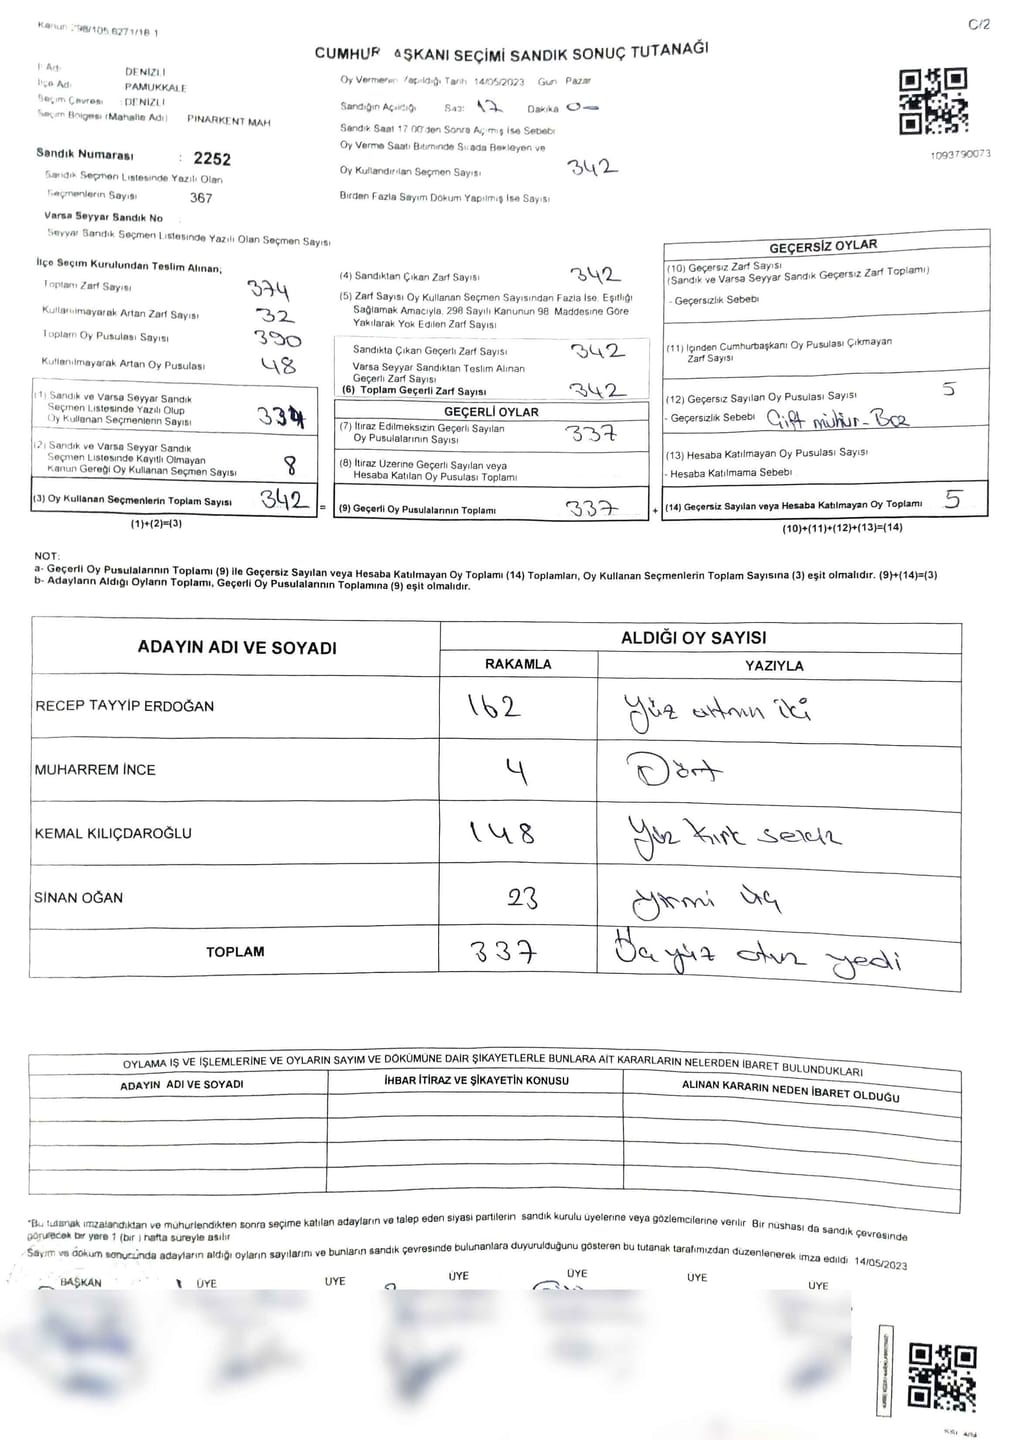 Kanun : 298/105,6271/18 1
C/2
CUMHUR AŞKANI SEÇİMİ SANDIK SONUÇ TUTANAĞI
İl Adı DENİZLİ
İlçe Adı PAMUKKALE
Seçim Çevresi : DENİZLİ
Seçim Bölgesi (Mahalle Adı) PINARKENT MAH
Sandık Numarası : 2252
Sandık Seçmen Listesinde Yazılı Olan
Seçmenlerin Sayısı 367
Varsa Seyyar Sandık No
Seyyar Sandık Seçmen Listesinde Yazılı Olan Seçmen Sayısı
Oy Vermenin Yapıldığı Tarih 14/05/2023 Gün Pazar
Sandığın Açıldığı Saat 17 Dakika 0
Sandık Saat 17 00'den Sonra Açılmış İse Sebebi
Oy Verme Saati Bitiminde Sırada Bekleyen ve
Oy Kullandırılan Seçmen Sayısı 342
Birden Fazla Sayım Döküm Yapılmış İse Sayısı
1093790073
İlçe Seçim Kurulundan Teslim Alınan;
Toplam Zarf Sayısı 374
Kullanılmayarak Artan Zarf Sayısı 32
Toplam Oy Pusulası Sayısı 390
Kullanılmayarak Artan Oy Pusulası 48
(1) Sandık ve Varsa Seyyar Sandık
Seçmen Listesinde Yazılı Olup
Oy Kullanan Seçmenlerin Sayısı 334
(2) Sandık ve Varsa Seyyar Sandık
Seçmen Listesinde Kayıtlı Olmayan
Kanun Gereği Oy Kullanan Seçmen Sayısı 8
(3) Oy Kullanan Seçmenlerin Toplam Sayısı 342
(1)+(2)=(3)
(4) Sandıktan Çıkan Zarf Sayısı 342
(5) Zarf Sayısı Oy Kullanan Seçmen Sayısından Fazla İse, Eşitliği
Sağlamak Amacıyla, 298 Sayılı Kanunun 98 Maddesine Göre
Yakılarak Yok Edilen Zarf Sayısı
Sandıkta Çıkan Geçerli Zarf Sayısı 342
Varsa Seyyar Sandıktan Teslim Alınan
Geçerli Zarf Sayısı
(6) Toplam Geçerli Zarf Sayısı 342
GEÇERLİ OYLAR
(7) İtiraz Edilmeksizin Geçerli Sayılan
Oy Pusulalarının Sayısı 337
(8) İtiraz Üzerine Geçerli Sayılan veya
Hesaba Katılan Oy Pusulası Toplamı
= (9) Geçerli Oy Pusulalarının Toplamı 337
GEÇERSİZ OYLAR
(10) Geçersiz Zarf Sayısı
(Sandık ve Varsa Seyyar Sandık Geçersiz Zarf Toplamı)
- Geçersizlik Sebebi
(11) İçinden Cumhurbaşkanı Oy Pusulası Çıkmayan
Zarf Sayısı
(12) Geçersiz Sayılan Oy Pusulası Sayısı 5
- Geçersizlik Sebebi Çift mühür - Boz
(13) Hesaba Katılmayan Oy Pusulası Sayısı
- Hesaba Katılmama Sebebi
+ (14) Geçersiz Sayılan veya Hesaba Katılmayan Oy Toplamı 5
(10)+(11)+(12)+(13)=(14)
NOT:
a- Geçerli Oy Pusulalarının Toplamı (9) ile Geçersiz Sayılan veya Hesaba Katılmayan Oy Toplamı (14) Toplamları, Oy Kullanan Seçmenlerin Toplam Sayısına (3) eşit olmalıdır. (9)+(14)=(3)
b- Adayların Aldığı Oyların Toplamı, Geçerli Oy Pusulalarının Toplamına (9) eşit olmalıdır.
ADAYIN ADI VE SOYADI
ALDIĞI OY SAYISI
RAKAMLA YAZIYLA
RECEP TAYYİP ERDOĞAN 162 Yüz altmış iki
MUHARREM İNCE 4 Dört
KEMAL KILIÇDAROĞLU 148 Yüz kırk sekiz
SİNAN OĞAN 23 yirmi üç
TOPLAM 337 Üç yüz otuz yedi
OYLAMA İŞ VE İŞLEMLERİNE VE OYLARIN SAYIM VE DÖKÜMÜNE DAİR ŞİKAYETLERLE BUNLARA AİT KARARLARIN NELERDEN İBARET BULUNDUKLARI
ADAYIN ADI VE SOYADI İHBAR İTİRAZ VE ŞİKAYETİN KONUSU ALINAN KARARIN NEDEN İBARET OLDUĞU
*Bu tutanak imzalandıktan ve mühürlendikten sonra seçime katılan adayların ve talep eden siyasi partilerin sandık kurulu üyelerine veya gözlemcilerine verilir Bir nüshası da sandık çevresinde
görülecek bir yere 1 (bir ) hafta süreyle asılır
Sayım ve döküm sonucunda adayların aldığı oyların sayılarını ve bunların sandık çevresinde bulunanlara duyurulduğunu gösteren bu tutanak tarafımızdan düzenlenerek imza edildi 14/05/2023
BAŞKAN ÜYE ÜYE ÜYE ÜYE ÜYE ÜYE